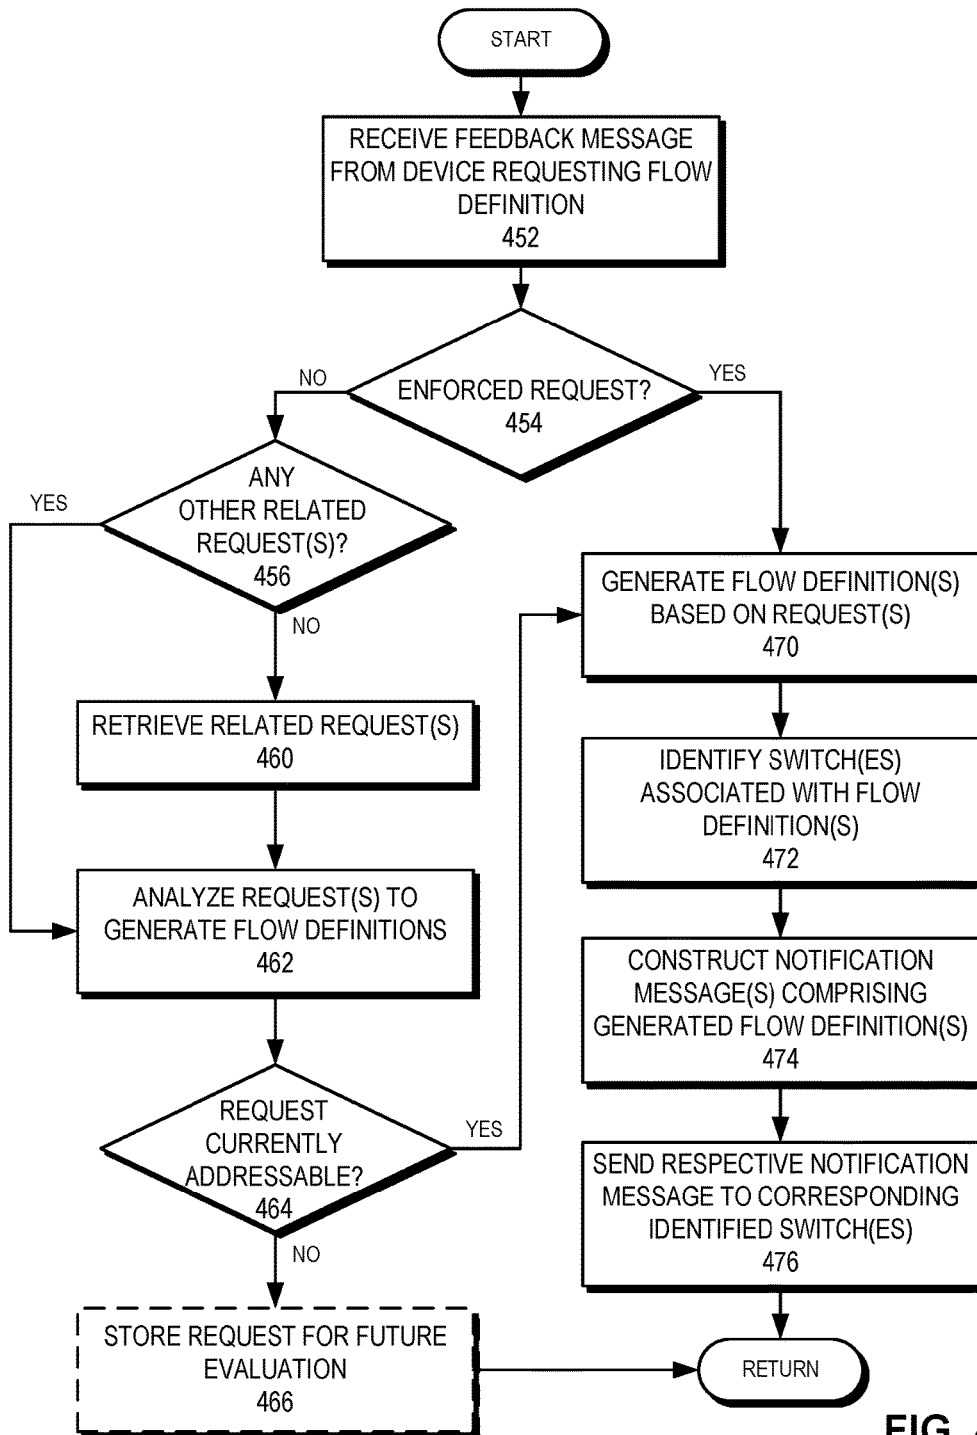 START
RECEIVE FEEDBACK MESSAGE
FROM DEVICE REQUESTING FLOW
DEFINITION
452
NO
ENFORCED REQUEST?
454
YES
YES
ANY
OTHER RELATED
REQUEST(S)?
456
NO
RETRIEVE RELATED REQUEST(S)
460
ANALYZE REQUEST(S) TO
GENERATE FLOW DEFINITIONS
462
REQUEST
CURRENTLY
ADDRESSABLE?
464
YES
NO
STORE REQUEST FOR FUTURE
EVALUATION
466
GENERATE FLOW DEFINITION(S)
BASED ON REQUEST(S)
470
IDENTIFY SWITCH(ES)
ASSOCIATED WITH FLOW
DEFINITION(S)
472
CONSTRUCT NOTIFICATION
MESSAGE(S) COMPRISING
GENERATED FLOW DEFINITION(S)
474
SEND RESPECTIVE NOTIFICATION
MESSAGE TO CORRESPONDING
IDENTIFIED SWITCH(ES)
476
RETURN
FIG.